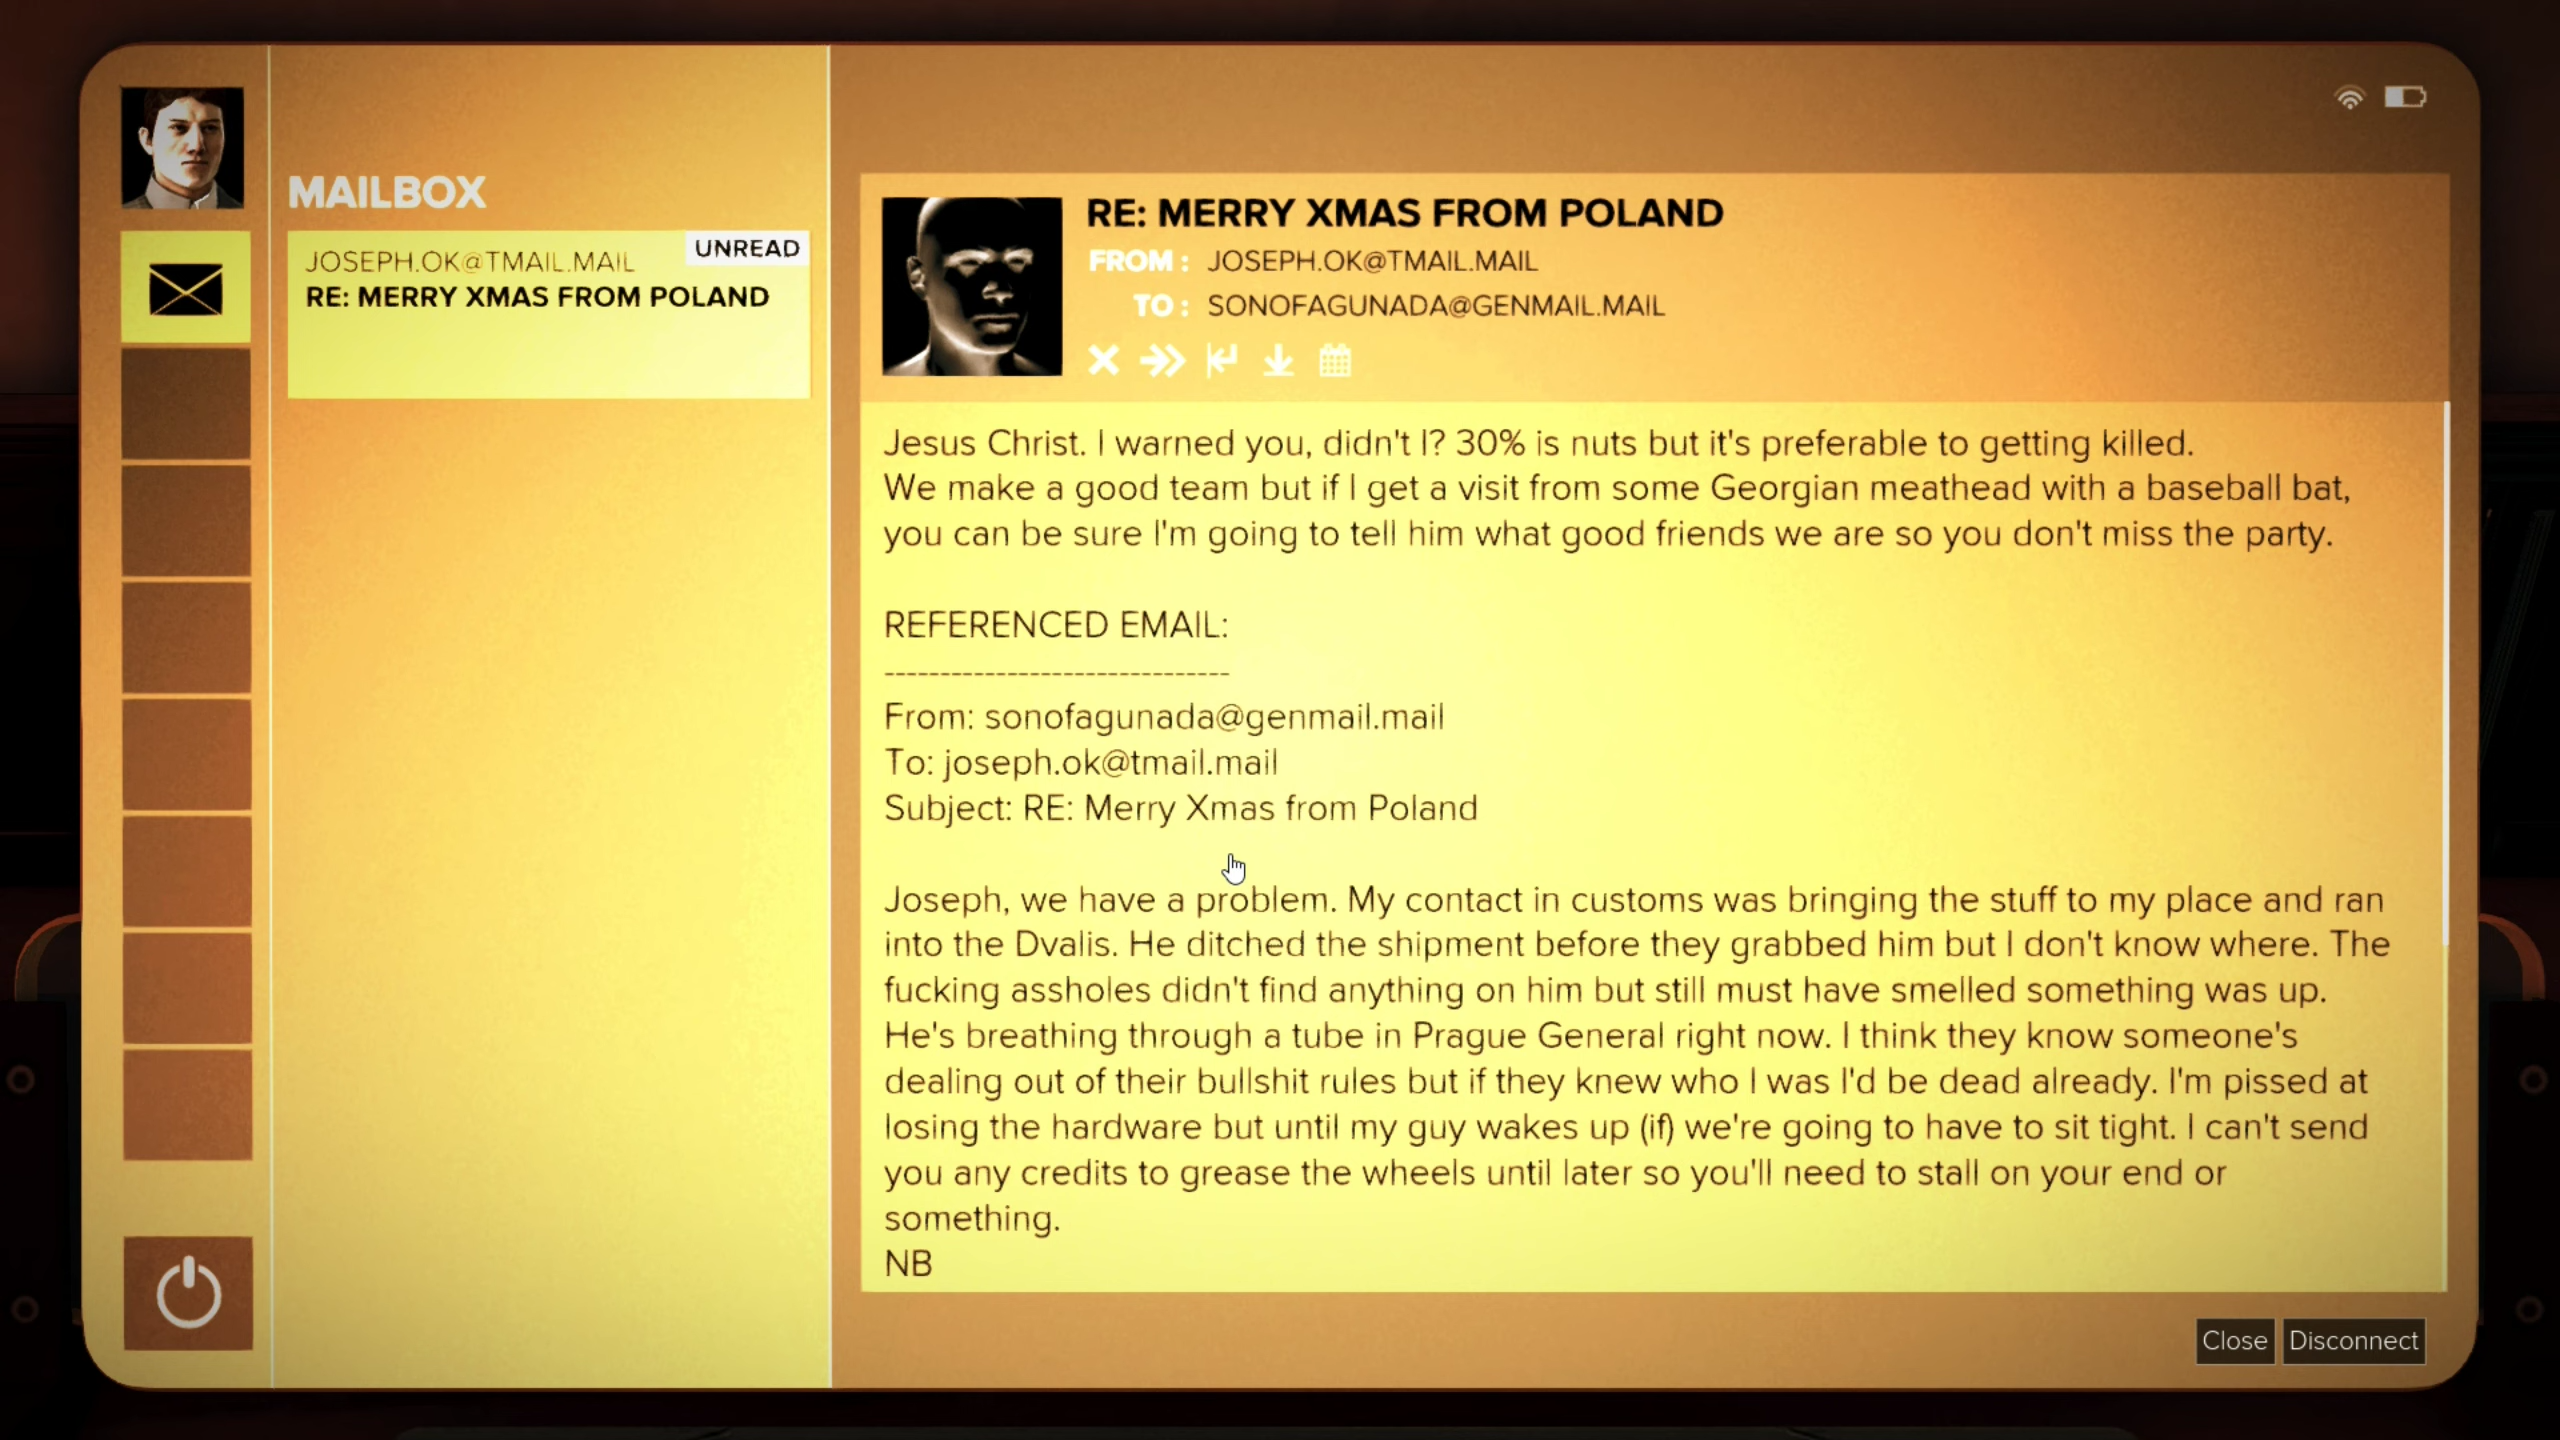 MAILBOX
UNREAD
JOSEPH.OK@TMAIL.MAIL
RE: MERRY XMAS FROM POLAND
RE: MERRY XMAS FROM POLAND
FROM : JOSEPH.OK@TMAIL.MAIL
TO : SONOFAGUNADA@GENMAIL.MAIL
Jesus Christ. I warned you, didn't I? 30% is nuts but it's preferable to getting killed.
We make a good team but if I get a visit from some Georgian meathead with a baseball bat,
you can be sure I'm going to tell him what good friends we are so you don't miss the party.
REFERENCED EMAIL:
-------------------------------
From: sonofagunada@genmail.mail
To: joseph.ok@tmail.mail
Subject: RE: Merry Xmas from Poland
Joseph, we have a problem. My contact in customs was bringing the stuff to my place and ran
into the Dvalis. He ditched the shipment before they grabbed him but I don't know where. The
fucking assholes didn't find anything on him but still must have smelled something was up.
He's breathing through a tube in Prague General right now. I think they know someone's
dealing out of their bullshit rules but if they knew who I was I'd be dead already. I'm pissed at
losing the hardware but until my guy wakes up (if) we're going to have to sit tight. I can't send
you any credits to grease the wheels until later so you'll need to stall on your end or
something.
NB
Close Disconnect